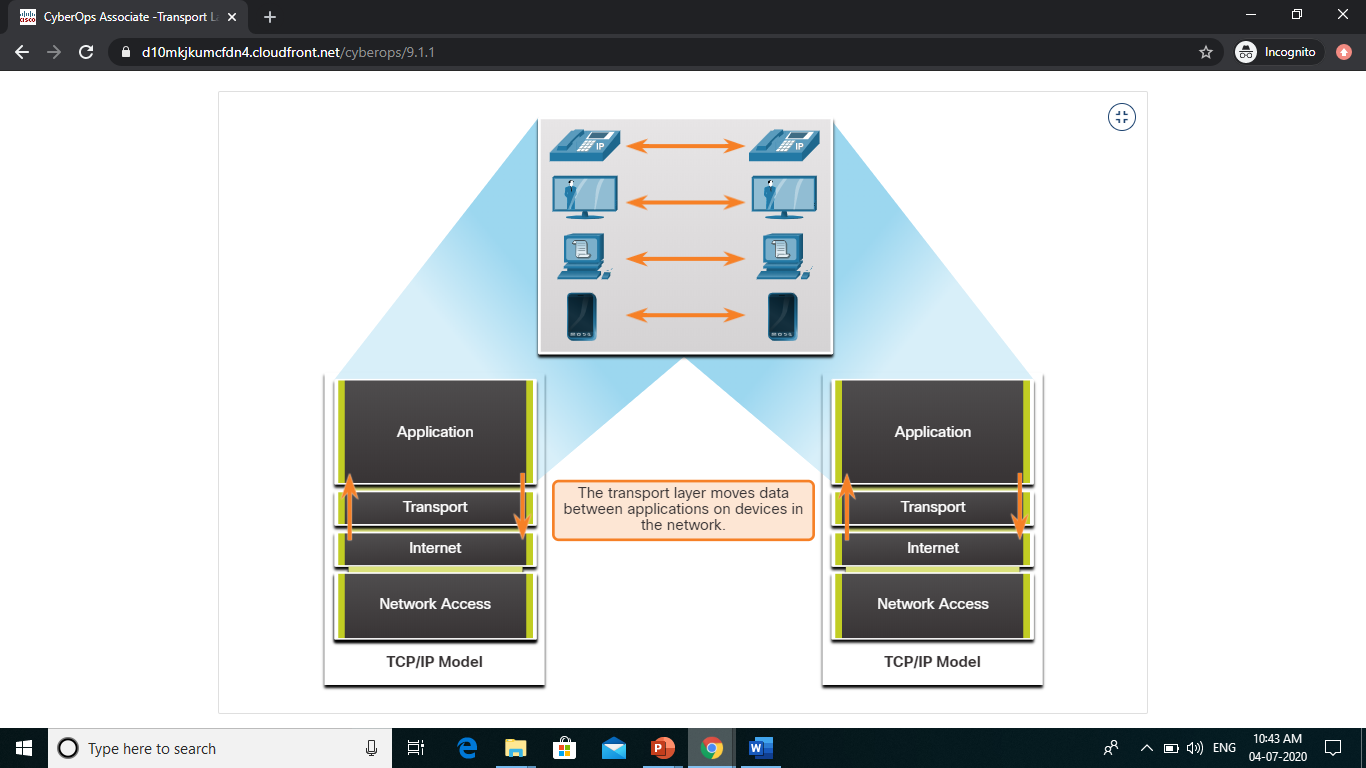 CyberOps Associate -Transport La
d10mkjkumcfdn4.cloudfront.net/cyberops/9.1.1
Incognito
IP
IP
Application
Transport
Internet
Network Access
TCP/IP Model
The transport layer moves data
between applications on devices in
the network.
Application
Transport
Internet
Network Access
TCP/IP Model
Type here to search
ENG
10:43 AM
04-07-2020